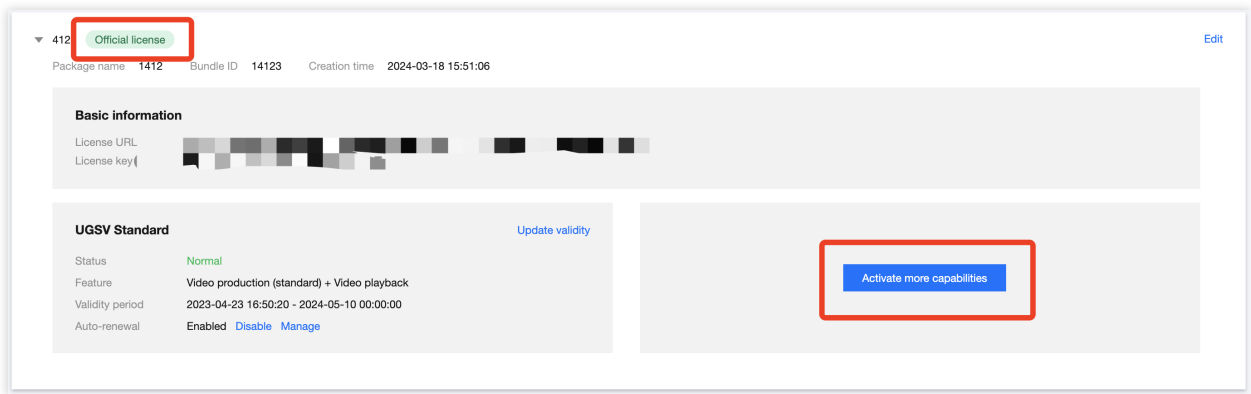 412 Official license Edit
Package name 1412 Bundle ID 14123 Creation time 2024-03-18 15:51:06
Basic information
License URL
License key
UGSV Standard Update validity
Status Normal
Feature Video production (standard) + Video playback
Validity period 2023-04-23 16:50:20 - 2024-05-10 00:00:00
Auto-renewal Enabled Disable Manage
Activate more capabilities